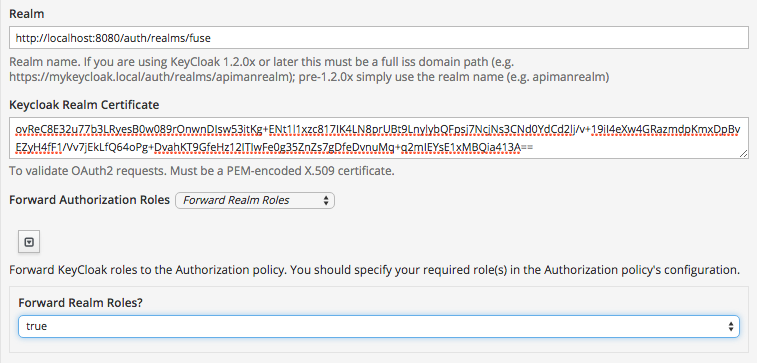 Realm
http://localhost:8080/auth/realms/fuse
Realm name. If you are using KeyCloak 1.2.0x or later this must be a full iss domain path (e.g.
https://mykeycloak.local/auth/realms/apimanrealm); pre-1.2.0x simply use the realm name (e.g. apimanrealm)
Keycloak Realm Certificate
ovReC8E32u77b3LRyesB0w089rOnwnDIsw53itKg+ENt1l1xzc817IK4LN8prUBt9LnylybQFpsj7NcjNs3CNd0YdCd2lj/v+19iI4eXw4GRazmdpKmxDpBv
EZyH4fF1/Vv7jEkLfQ64oPg+DvahKT9GfeHz12ITlwFe0g35ZnZs7gDfeDvnuMq+q2mIEYsE1xMBQia413A==
To validate OAuth2 requests. Must be a PEM-encoded X.509 certificate.
Forward Authorization Roles Forward Realm Roles
Forward KeyCloak roles to the Authorization policy. You should specify your required role(s) in the Authorization policy's configuration.
Forward Realm Roles?
true